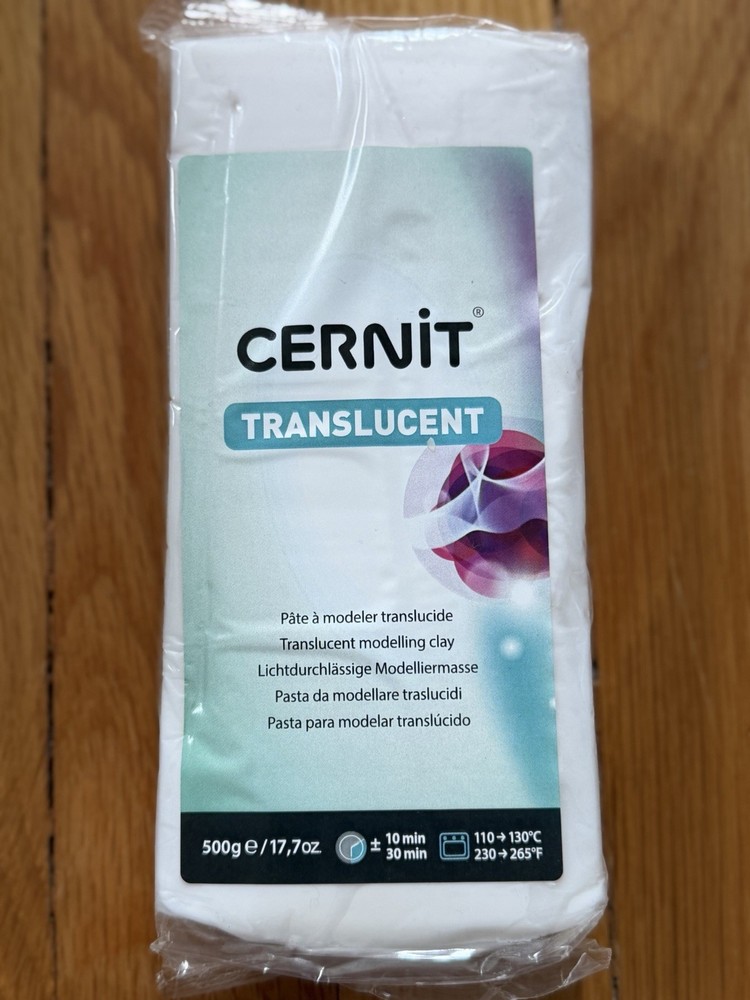 CERNiT®
TRANSLUCENT
Pâte à modeler translucide
Translucent modelling clay
Lichtdurchlässige Modelliermasse
Pasta da modellare traslucidi
Pasta para modelar translúcido
500g ℮ / 17,7oz. ± 10 min 30 min 110→130°C 230→265°F